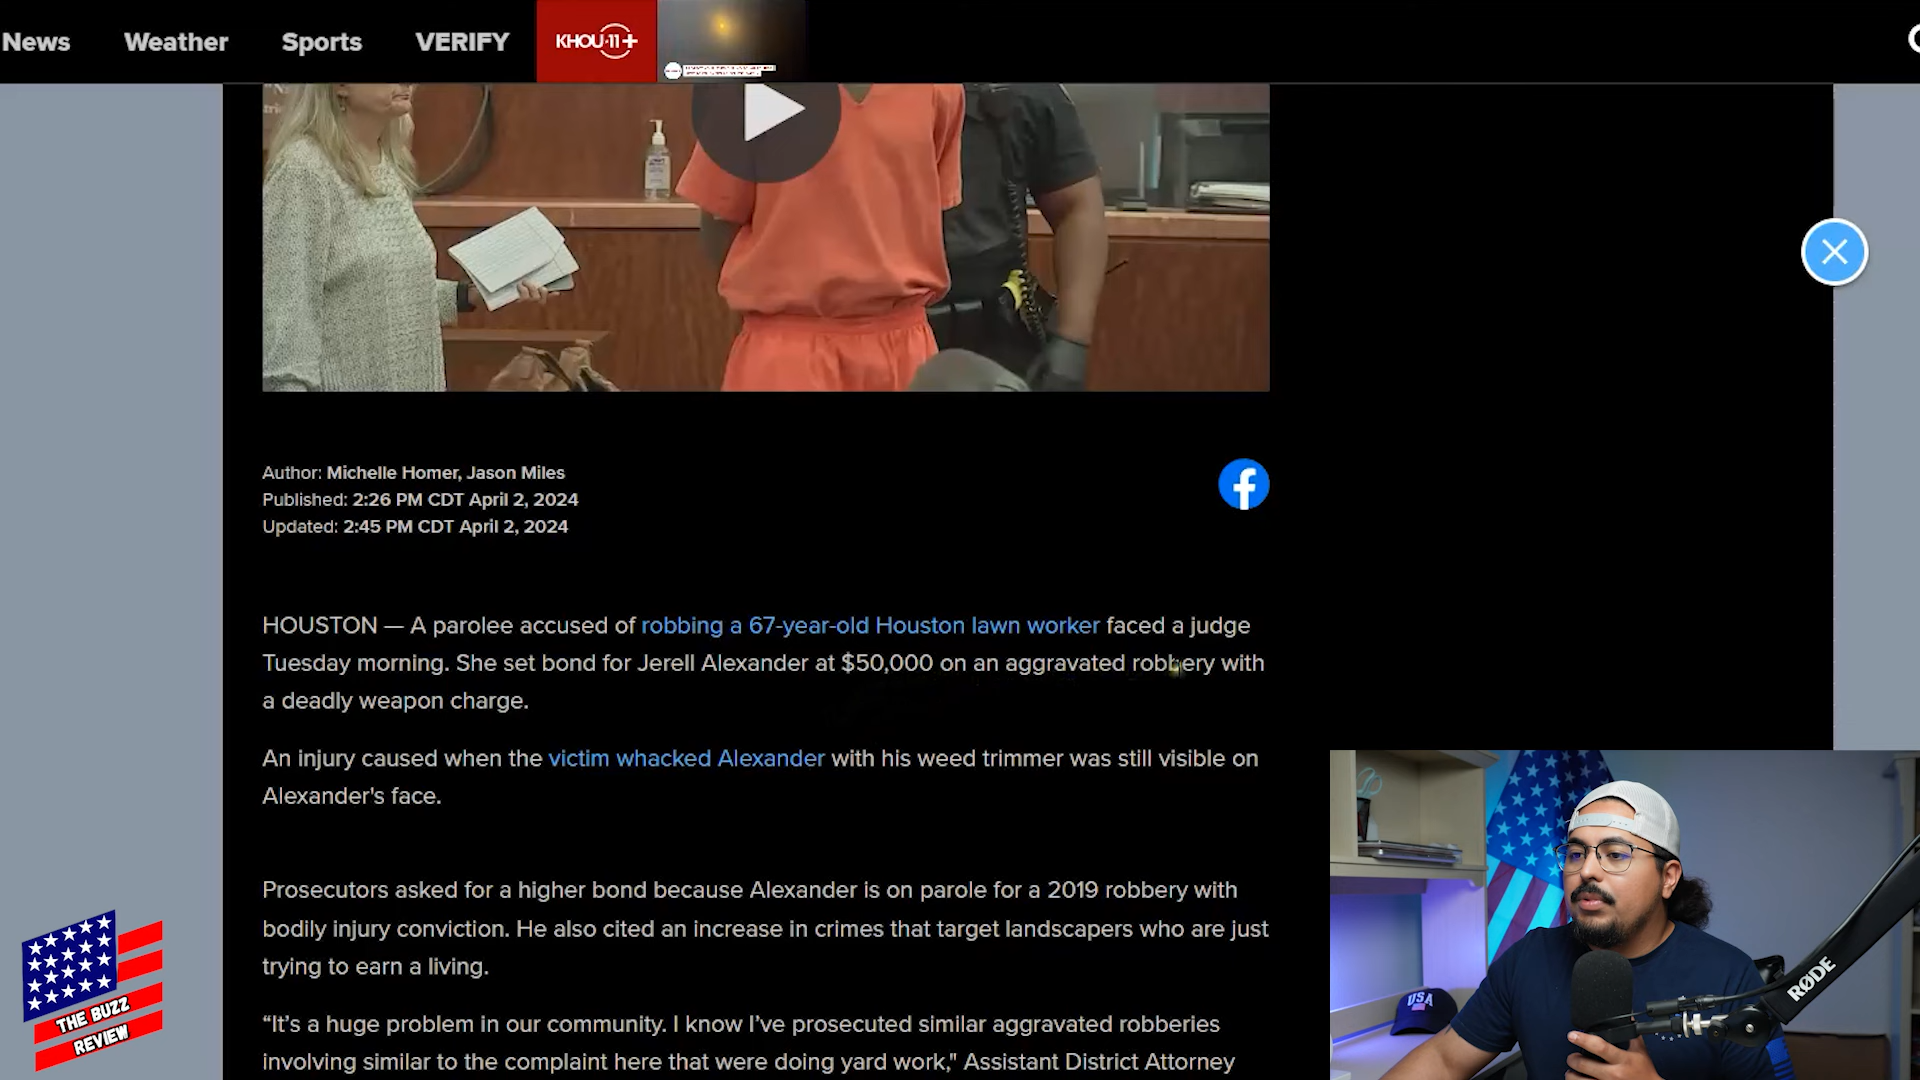 News Weather Sports VERIFY KHOU 11+
Author: Michelle Homer, Jason Miles
Published: 2:26 PM CDT April 2, 2024
Updated: 2:45 PM CDT April 2, 2024
HOUSTON — A parolee accused of robbing a 67-year-old Houston lawn worker faced a judge
Tuesday morning. She set bond for Jerell Alexander at $50,000 on an aggravated robbery with
a deadly weapon charge.
An injury caused when the victim whacked Alexander with his weed trimmer was still visible on
Alexander's face.
Prosecutors asked for a higher bond because Alexander is on parole for a 2019 robbery with
bodily injury conviction. He also cited an increase in crimes that target landscapers who are just
trying to earn a living.
“It’s a huge problem in our community. I know I’ve prosecuted similar aggravated robberies
involving similar to the complaint here that were doing yard work," Assistant District Attorney
THE BUZZ
REVIEW
USA
RØDE